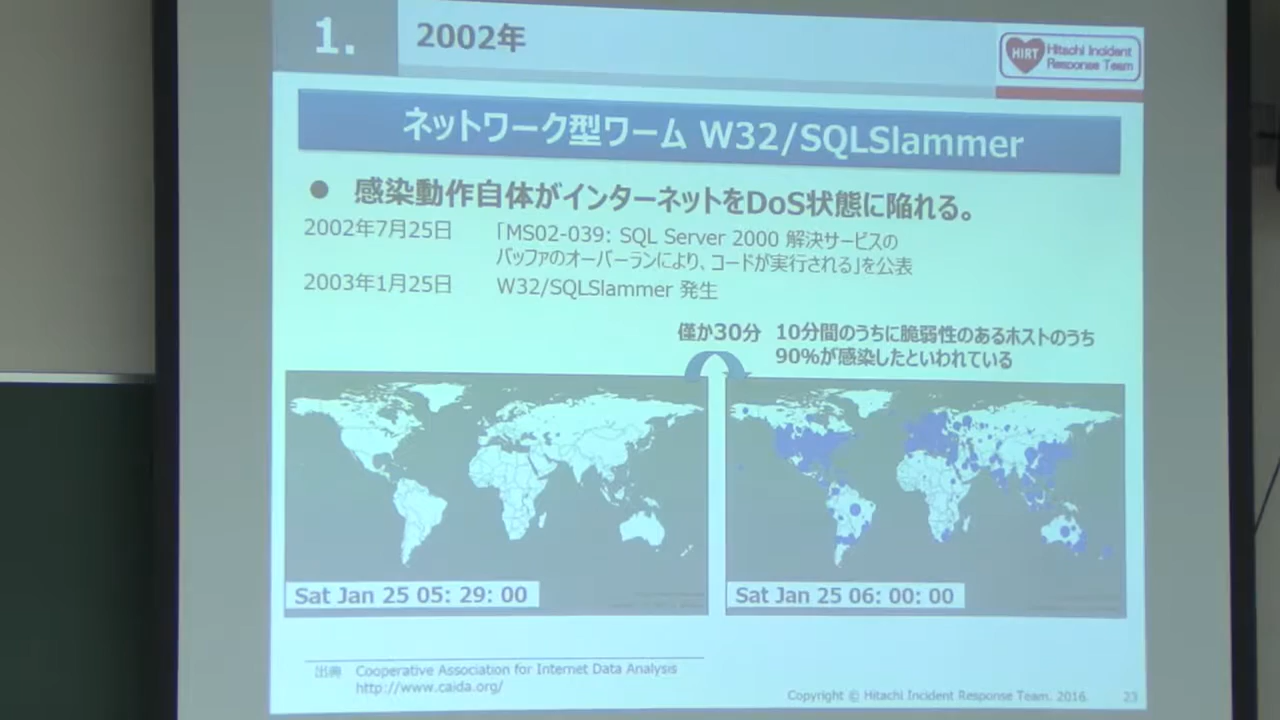 1.
2002年
HIRT
Hitachi Incident
Response Team
ネットワーク型ワーム W32/SQLSlammer
● 感染動作自体がインターネットをDoS状態に陥れる。
2002年7月25日 「MS02-039: SQL Server 2000 解決サービスの
バッファのオーバーランにより、コードが実行される」を公表
2003年1月25日 W32/SQLSlammer 発生
僅か30分
10分間のうちに脆弱性のあるホストのうち
90%が感染したといわれている
Sat Jan 25 05: 29: 00
Sat Jan 25 06: 00: 00
出典 Cooperative Association for Internet Data Analysis
http://www.caida.org/
Copyright © Hitachi Incident Response Team. 2016.
23